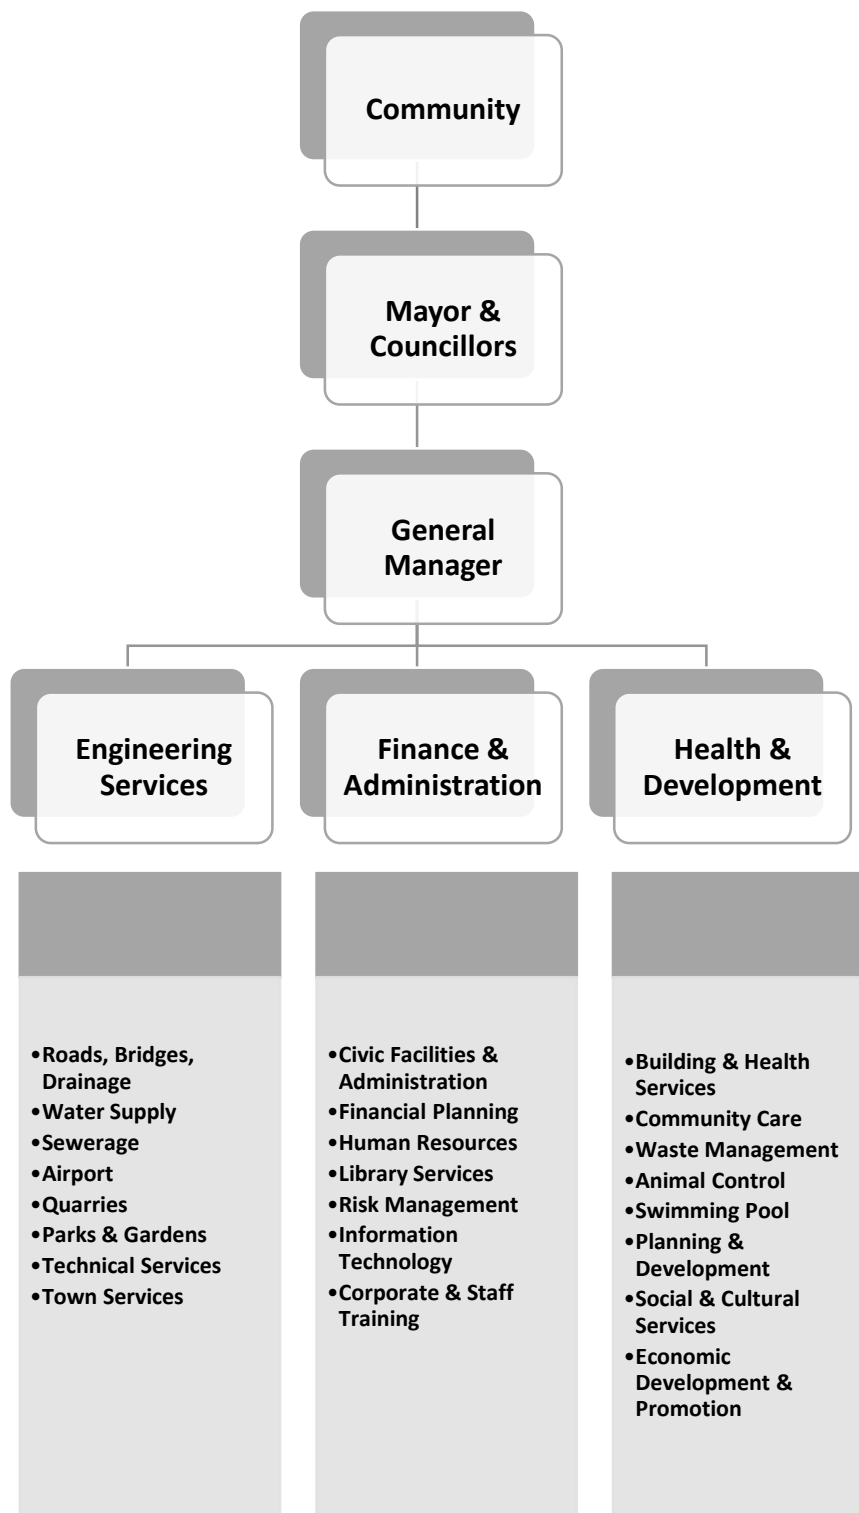 Community
Mayor &
Councillors
General
Manager
Engineering
Services
Finance &
Administration
Health &
Development
•Roads, Bridges,
Drainage
•Water Supply
•Sewerage
•Airport
•Quarries
•Parks & Gardens
•Technical Services
•Town Services
•Civic Facilities &
Administration
•Financial Planning
•Human Resources
•Library Services
•Risk Management
•Information
Technology
•Corporate & Staff
Training
•Building & Health
Services
•Community Care
•Waste Management
•Animal Control
•Swimming Pool
•Planning &
Development
•Social & Cultural
Services
•Economic
Development &
Promotion